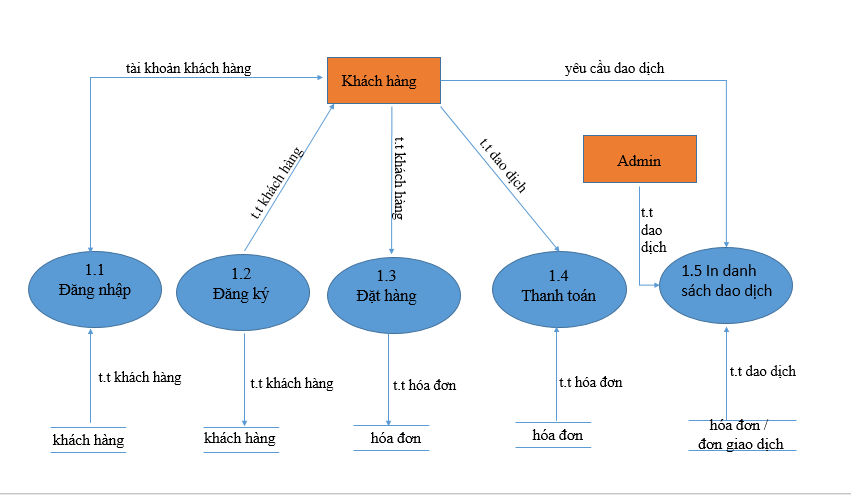 tài khoản khách hàng
Khách hàng
yêu cầu dao dịch
t.t khách hàng
t.t khách hàng
t.t dao dịch
Admin
t.t
dao
dịch
1.1
Đăng nhập
1.2
Đăng ký
1.3
Đặt hàng
1.4
Thanh toán
1.5 In danh
sách dao dịch
t.t khách hàng
t.t khách hàng
t.t hóa đơn
t.t hóa đơn
t.t dao dịch
khách hàng
khách hàng
hóa đơn
hóa đơn
hóa đơn /
đơn giao dịch